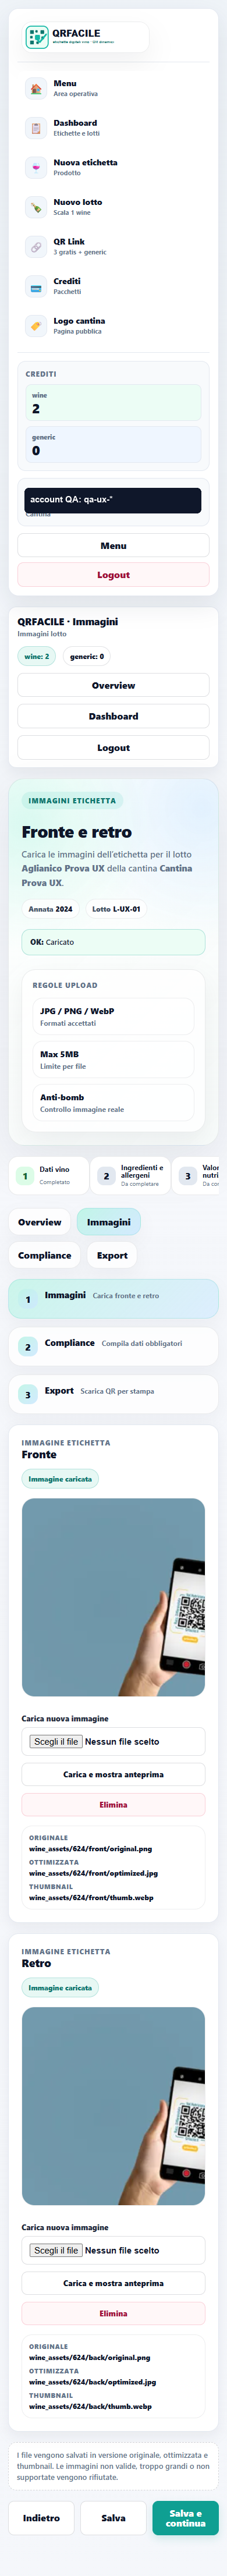 QRFACILE
Menu
Area operativa
Dashboard
Etichette e lotti
Nuova etichetta
Prodotto
Nuovo lotto
Scala 1 wine
QR Link
3 gratis + generic
Crediti
Pacchetti
Logo cantina
Pagina pubblica
CREDITI
wine
2
generic
0
account QA: qa-ux-*
Cantina
Menu
Logout
QRFACILE · Immagini
Immagini lotto
wine: 2
generic: 0
Overview
Dashboard
Logout
IMMAGINI ETICHETTA
Fronte e retro
Carica le immagini dell'etichetta per il lotto
Aglianico Prova UX della cantina Cantina
Prova UX.
Annata 2024
Lotto L-UX-01
OK: Caricato
REGOLE UPLOAD
JPG / PNG / WebP
Formati accettati
Max 5MB
Limite per file
Anti-bomb
Controllo immagine reale
1
Dati vino
Completato
2
Ingredienti e
allergeni
Da completare
3
Valor
nutri
Da cor
Overview
Immagini
Compliance
Export
1
Immagini
Carica fronte e retro
2
Compliance
Compila dati obbligatori
3
Export
Scarica QR per stampa
IMMAGINE ETICHETTA
Fronte
Immagine caricata
Carica nuova immagine
Scegli il file Nessun file scelto
Carica e mostra anteprima
Elimina
ORIGINALE
wine_assets/624/front/original.png
OTTIMIZZATA
wine_assets/624/front/optimized.jpg
THUMBNAIL
wine_assets/624/front/thumb.webp
IMMAGINE ETICHETTA
Retro
Immagine caricata
Carica nuova immagine
Scegli il file Nessun file scelto
Carica e mostra anteprima
Elimina
ORIGINALE
wine_assets/624/back/original.png
OTTIMIZZATA
wine_assets/624/back/optimized.jpg
THUMBNAIL
wine_assets/624/back/thumb.webp
I file vengono salvati in versione originale, ottimizzata e
thumbnail. Le immagini non valide, troppo grandi o non
supportate vengono rifiutate.
Indietro
Salva
Salva e
continua